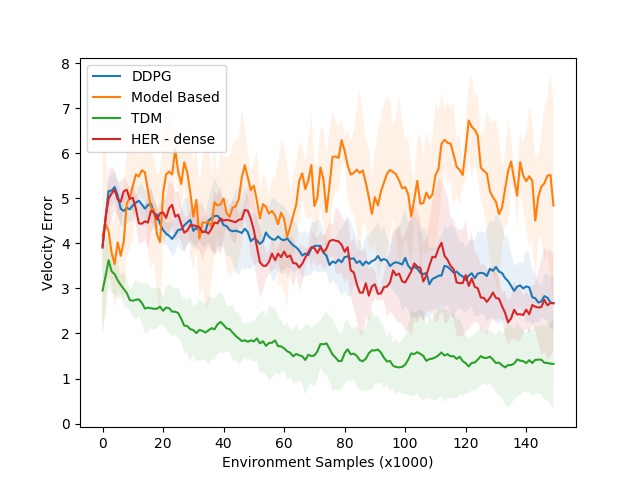 8
7
6
5
4
3
2
1
0
Velocity Error
DDPG
Model Based
TDM
HER - dense
0 20 40 60 80 100 120 140
Environment Samples (x1000)